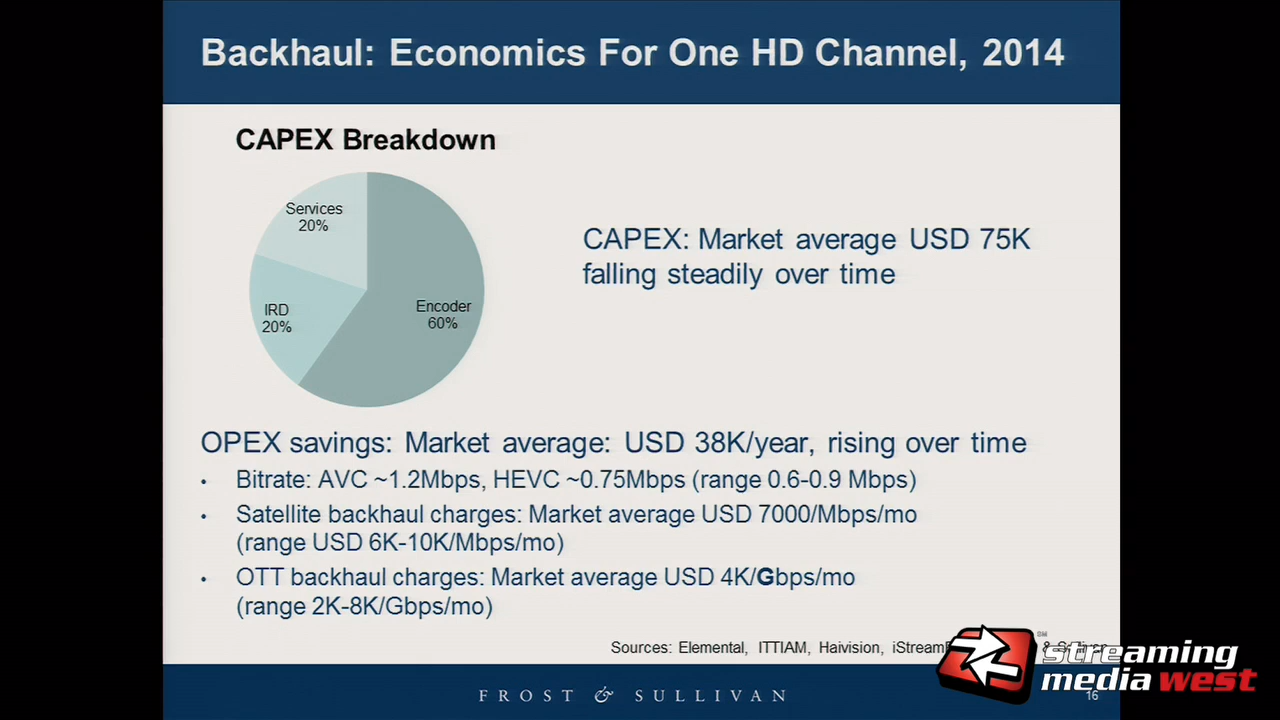 Backhaul: Economics For One HD Channel, 2014
CAPEX Breakdown
Services
20%
IRD
20%
Encoder
60%
CAPEX: Market average USD 75K
falling steadily over time
OPEX savings: Market average: USD 38K/year, rising over time
• Bitrate: AVC ~1.2Mbps, HEVC ~0.75Mbps (range 0.6-0.9 Mbps)
• Satellite backhaul charges: Market average USD 7000/Mbps/mo
(range USD 6K-10K/Mbps/mo)
• OTT backhaul charges: Market average USD 4K/Gbps/mo
(range 2K-8K/Gbps/mo)
Sources: Elemental, ITTIAM, Haivision,
FROST & SULLIVAN
16
SM
streaming
media west